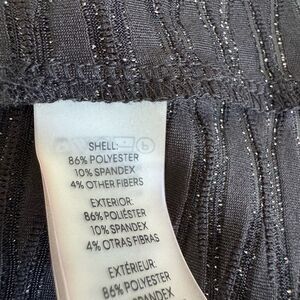 SHELL:
86% POLYESTER
10% SPANDEX
4% OTHER FIBERS
EXTERIOR:
86% POLIÉSTER
10% SPANDEX
4% OTRAS FIBRAS
EXTÉRIEUR:
86% POLYESTER
SPANDEX